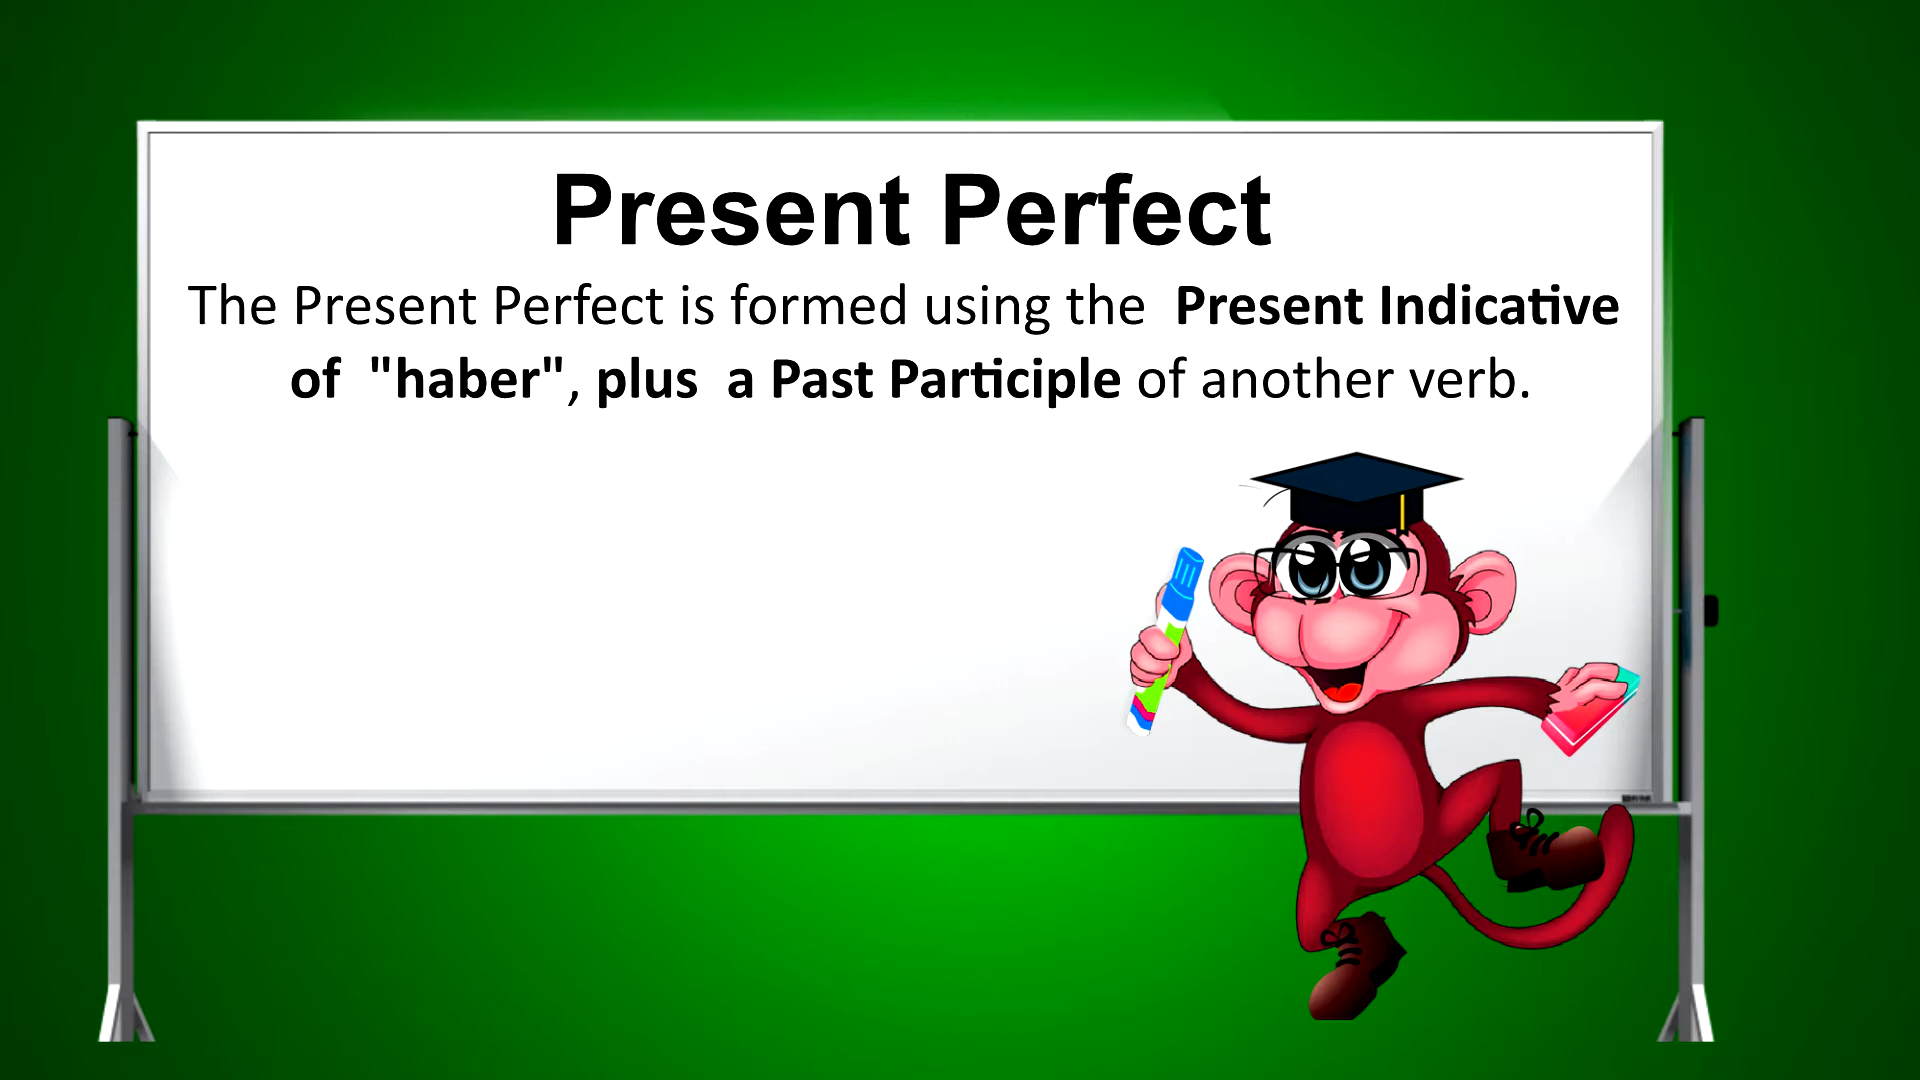 Present Perfect
The Present Perfect is formed using the  Present Indicative
of  "haber", plus  a Past Participle of another verb.